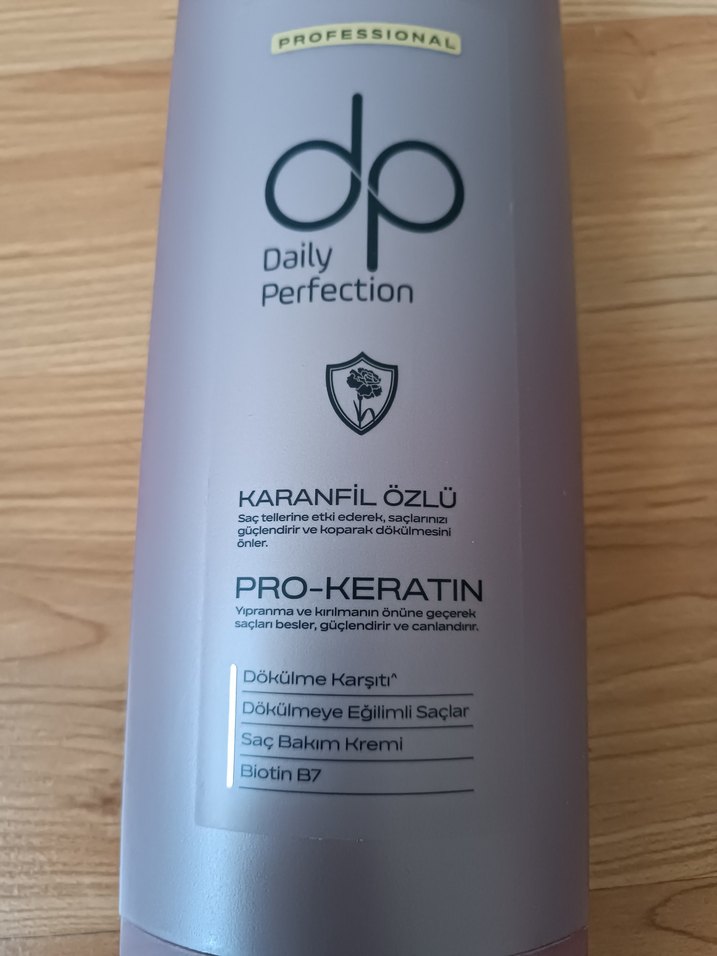 PROFESSIONAL
dp
Daily
Perfection
KARANFİL ÖZLÜ
Saç tellerine etki ederek, saçlarınızı
güçlendirir ve koparak dökülmesini
önler.
PRO-KERATIN
Yıpranma ve kırılmanın önüne geçerek
saçları besler, güçlendirir ve canlandırır.
Dökülme Karşıtı^
Dökülmeye Eğilimli Saçlar
Saç Bakım Kremi
Biotin B7